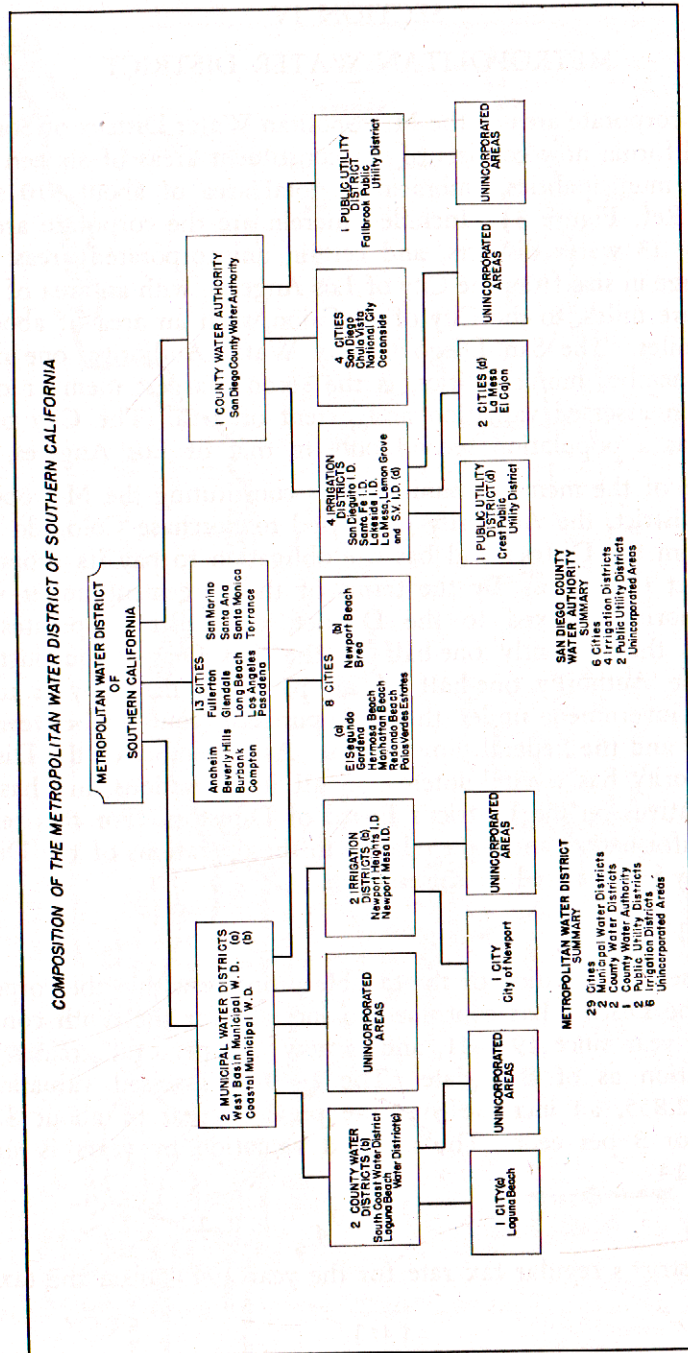 COMPOSITION OF THE METROPOLITAN WATER DISTRICT OF SOUTHERN CALIFORNIA
METROPOLITAN WATER DISTRICT
OF
SOUTHERN CALIFORNIA
2 MUNICIPAL WATER DISTRICTS
West Basin Municipal W. D. (a)
Coastal Municipal W.D. (b)
13 CITIES
Anaheim
Beverly Hills
Burbank
Compton
Fullerton
Glendale
Long Beach
Los Angeles
Pasadena
San Marino
Santa Ana
Santa Monica
Torrance
1 COUNTY WATER AUTHORITY
San Diego County Water Authority
2 COUNTY WATER
DISTRICTS
South Coast Water District
Laguna Beach
Water District(c)
UNINCORPORATED
AREAS
2 IRRIGATION
DISTRICTS (b)
Newport Heights I.D
Newport Mesa I.D.
8 CITIES
(a)
El Segundo
Gardena
Hermosa Beach
Manhattan Beach
Redondo Beach
Palos Verdes Estates
(b)
Newport Beach
Brea
4 IRRIGATION
DISTRICTS
San Dieguito I. D.
Santa Fe I.D.
Lakeside I.D.
La Mesa, Lemon Grove
and S.V. I.D. (d)
4 CITIES
San Diego
Chula Vista
National City
Oceanside
1 PUBLIC UTILITY
DISTRICT
Fallbrook Public
Utility District
1 CITY(c)
Laguna Beach
UNINCORPORATED
AREAS
1 CITY
City of Newport
UNINCORPORATED
AREAS
1 PUBLIC UTILITY
DISTRICT (d)
Crest Public
Utility District
2 CITIES (d)
La Mesa
El Cajon
UNINCORPORATED
AREAS
UNINCORPORATED
AREAS
METROPOLITAN WATER DISTRICT
SUMMARY
29 Cities
2 Municipal Water Districts
2 County Water Districts
1 County Water Authority
2 Public Utility Districts
6 Irrigation Districts
Unincorporated Areas
SAN DIEGO COUNTY
WATER AUTHORITY
SUMMARY
6 Cities
4 Irrigation Districts
2 Public Utility Districts
Unincorporated Areas